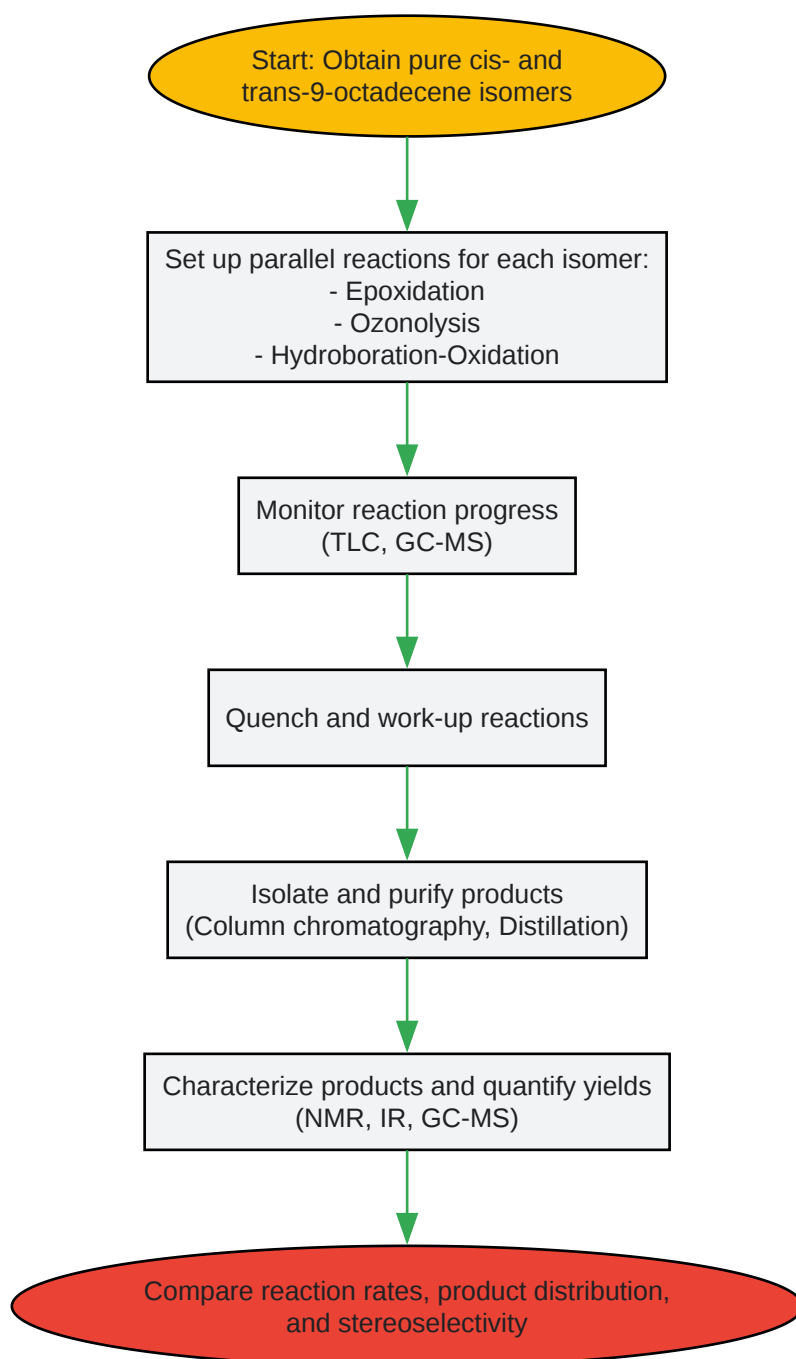 Start: Obtain pure cis- and
trans-9-octadecene isomers
Set up parallel reactions for each isomer:
- Epoxidation
- Ozonolysis
- Hydroboration-Oxidation
Monitor reaction progress
(TLC, GC-MS)
Quench and work-up reactions
Isolate and purify products
(Column chromatography, Distillation)
Characterize products and quantify yields
(NMR, IR, GC-MS)
Compare reaction rates, product distribution,
and stereoselectivity